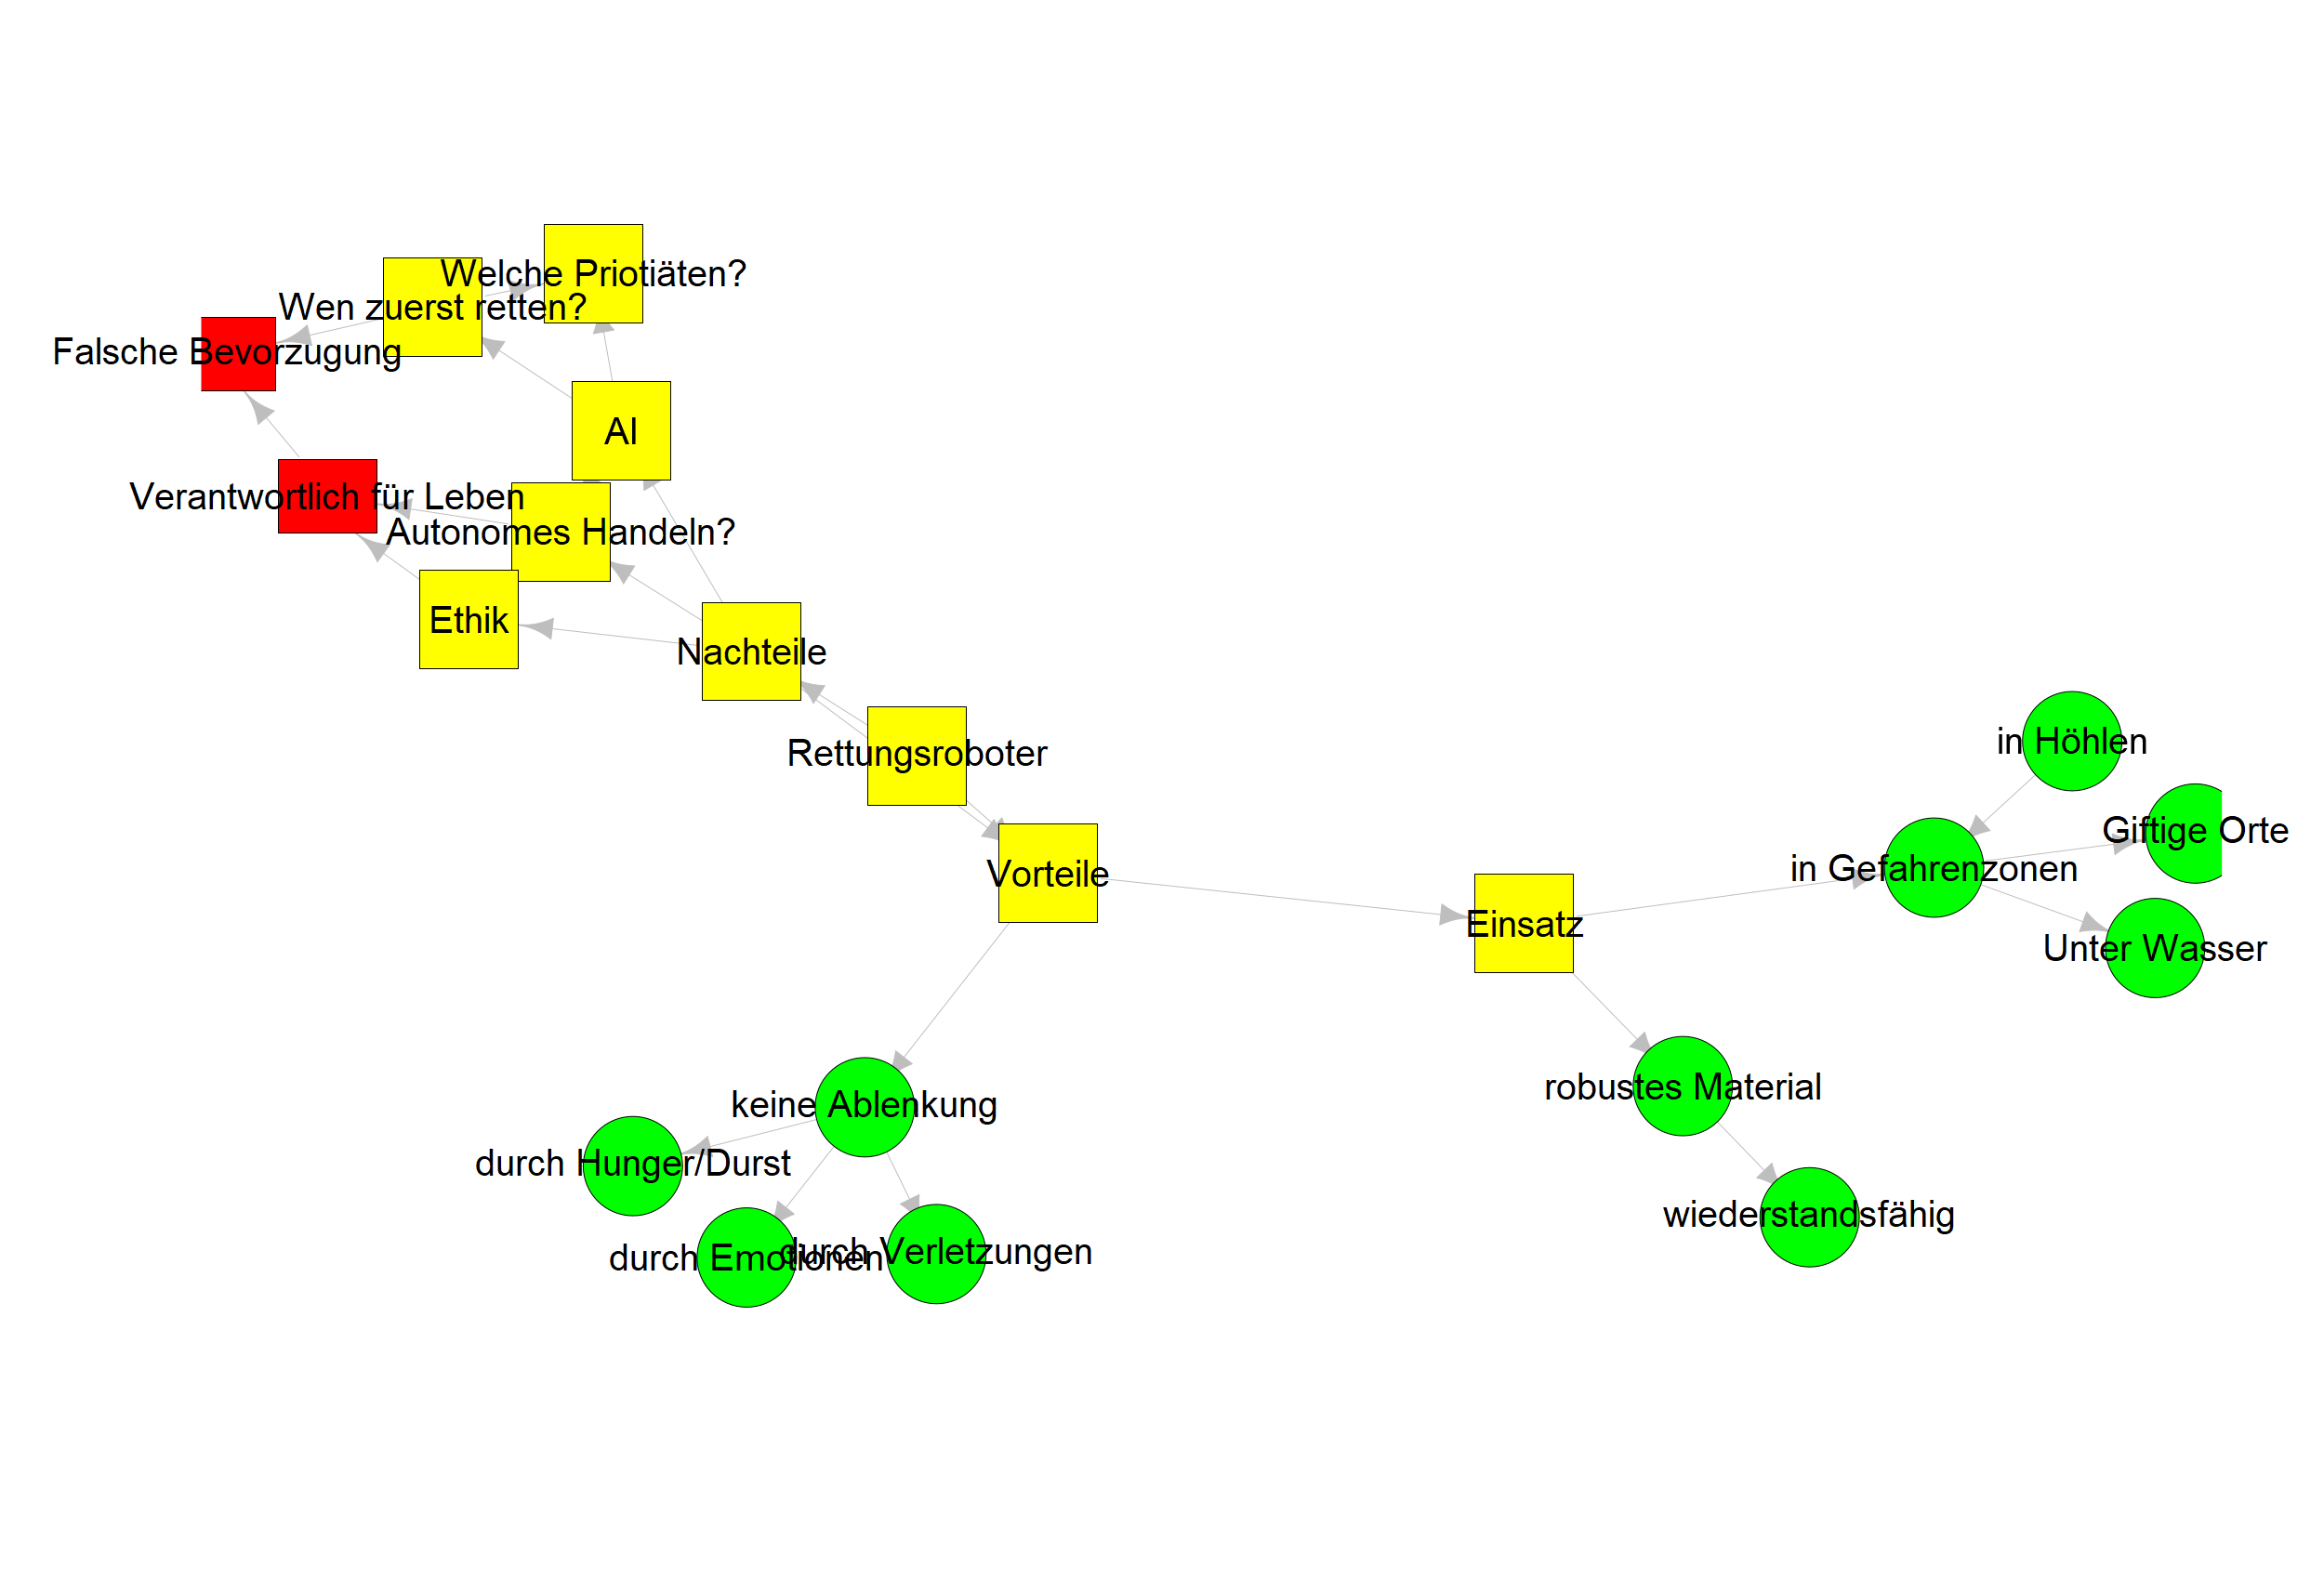 Welche Priotiäten?
Wen zuerst retten?
Falsche Bevorzugung
AI
Verantwortlich für Leben
Autonomes Handeln?
Ethik
Nachteile
Rettungsroboter
Vorteile
in Höhlen
Giftige Orte
in Gefahrenzonen
Einsatz
Unter Wasser
robustes Material
keine Ablenkung
durch Hunger/Durst
wiederstandsfähig
durch Emotionen
durch Verletzungen